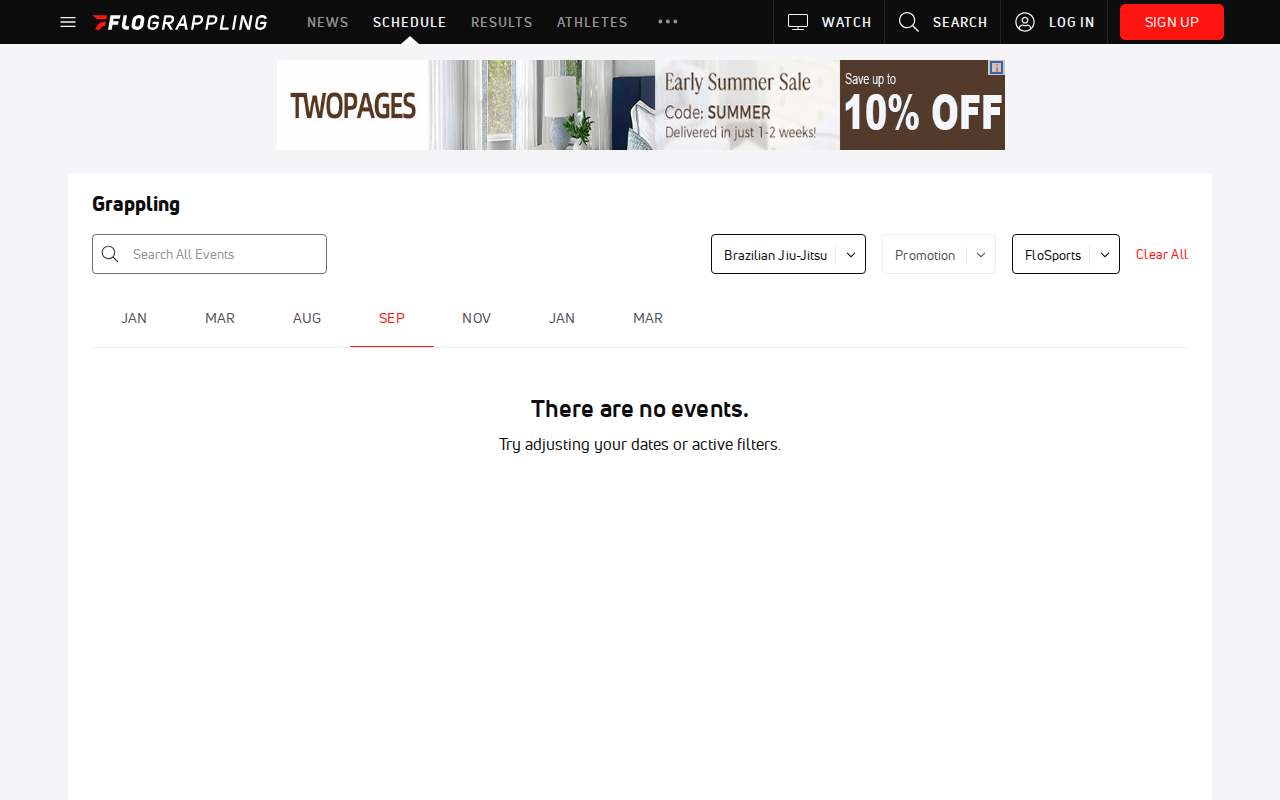 FLOGRAPPLING NEWS SCHEDULE RESULTS ATHLETES WATCH SEARCH LOG IN SIGN UP
TWOPAGES
Early Summer Sale
Code: SUMMER
Delivered in just 1-2 weeks!
Save up to
10% OFF
Grappling
Search All Events
Brazilian Jiu-Jitsu Promotion FloSports Clear All
JAN MAR AUG SEP NOV JAN MAR
There are no events.
Try adjusting your dates or active filters.